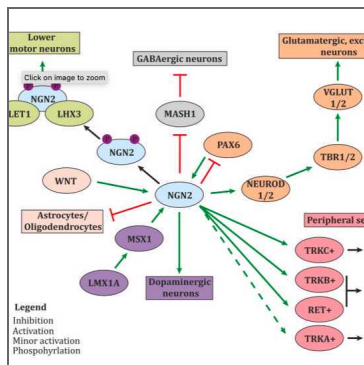 Lower
motor neurons
Click on image to zoom
P
P
NGN2
LET1
LHX3
GABAergic neurons
Glutamatergic, exc
VGLUT
1/2
MASH1
P
P
NGN2
PAX6
TBR1/2
WNT
NGN2
NEUROD
1/2
Astrocytes/
Oligodendrocytes
MSX1
Peripheral se
TRKC+
LMX1A
Dopaminergic
neurons
TRKB+
RET+
TRKA+
Legend
Inhibition
Activation
Minor activation
Phospohyrlation